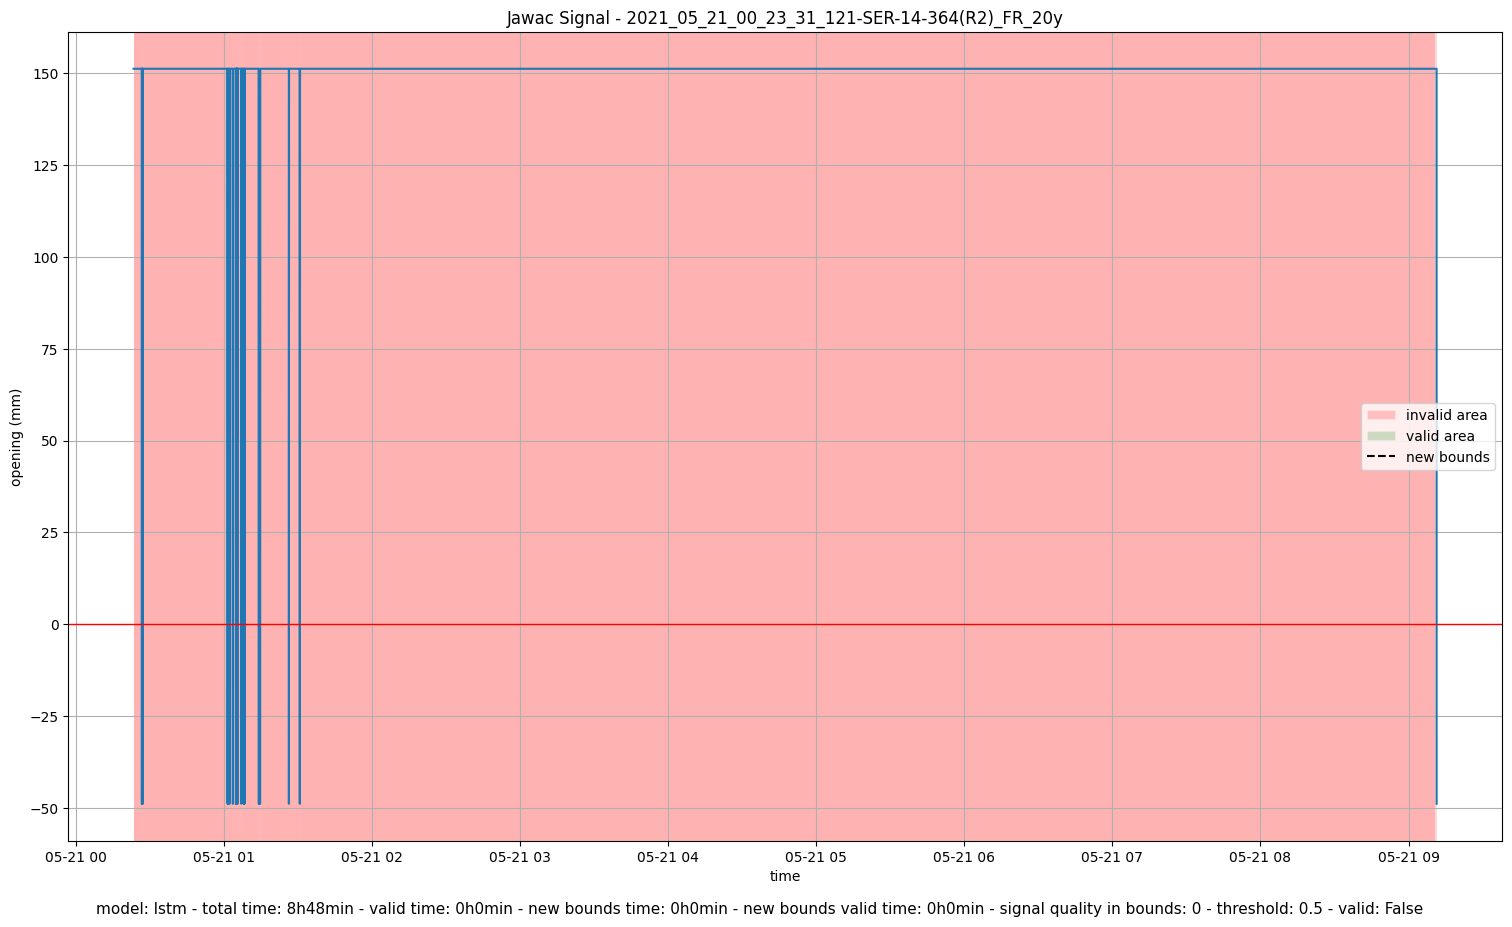 Jawac Signal - 2021_05_21_00_23_31_121-SER-14-364(R2)_FR_20y
150
125
100
75
50
25
0
−25
−50
opening (mm)
invalid area
valid area
new bounds
05-21 00 05-21 01 05-21 02 05-21 03 05-21 04 05-21 05 05-21 06 05-21 07 05-21 08 05-21 09
time
model: lstm - total time: 8h48min - valid time: 0h0min - new bounds time: 0h0min - new bounds valid time: 0h0min - signal quality in bounds: 0 - threshold: 0.5 - valid: False